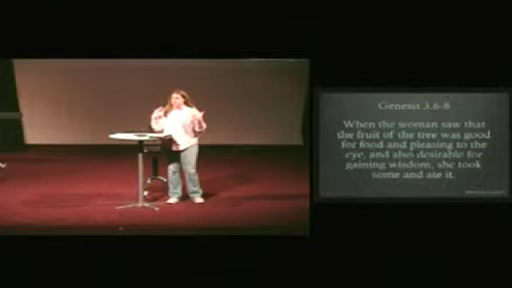 Genesis 3.6-8
When the woman saw that
the fruit of the tree was good
for food and pleasing to the
eye, and also desirable for
gaining wisdom, she took
some and ate it.